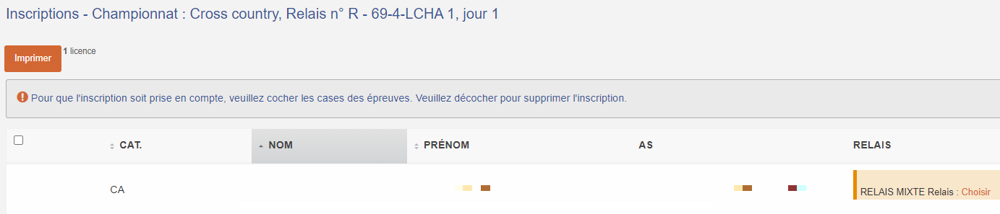 Inscriptions - Championnat : Cross country, Relais n° R - 69-4-LCHA 1, jour 1
Imprimer 1 licence
Pour que l'inscription soit prise en compte, veuillez cocher les cases des épreuves. Veuillez décocher pour supprimer l'inscription.
CAT. NOM PRÉNOM AS RELAIS
CA RELAIS MIXTE Relais : Choisir